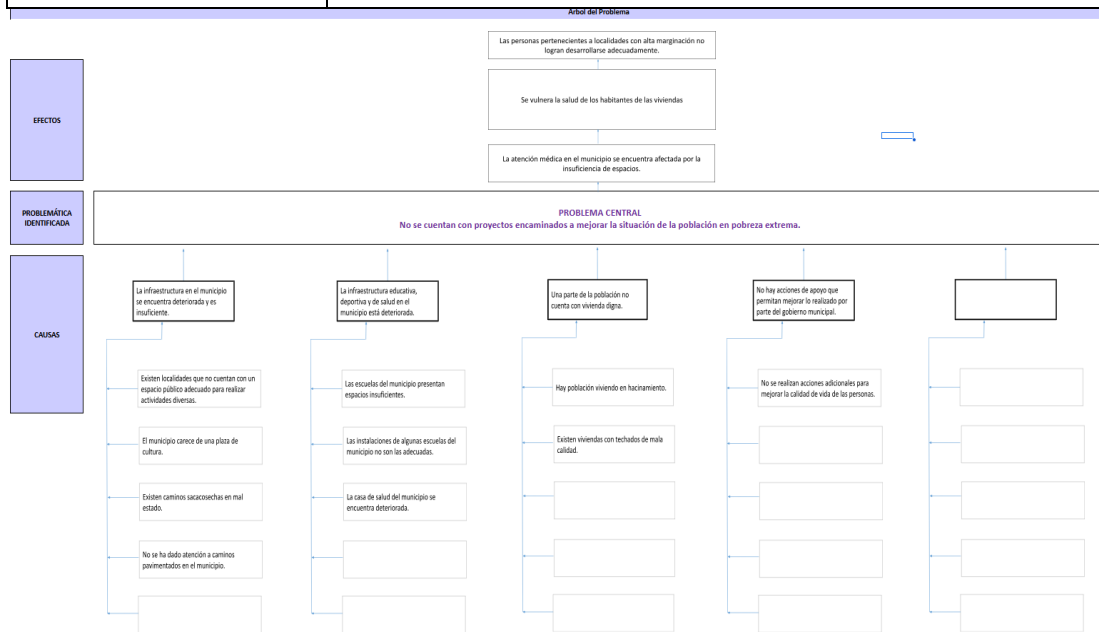 Arbol del Problema
Las personas pertenecientes a localidades con alta marginación no
logran desarrollarse adecuadamente.
EFECTOS
Se vulnera la salud de los habitantes de las viviendas
La atención médica en el municipio se encuentra afectada por la
insuficiencia de espacios.
PROBLEMÁTICA
IDENTIFICADA
PROBLEMA CENTRAL
No se cuentan con proyectos encaminados a mejorar la situación de la población en pobreza extrema.
CAUSAS
La infraestructura en el municipio
se encuentra deteriorada y es
insuficiente.
La infraestructura educativa,
deportiva y de salud en el
municipio está deteriorada.
Una parte de la población no
cuenta con vivienda digna.
No hay acciones de apoyo que
permitan mejorar lo realizado por
parte del gobierno municipal.
Existen localidades que no cuentan con un
espacio público adecuado para realizar
actividades diversas.
Las escuelas del municipio presentan
espacios insuficientes.
Hay población viviendo en hacinamiento.
No se realizan acciones adicionales para
mejorar la calidad de vida de las personas.
El municipio carece de una plaza de
cultura.
Las instalaciones de algunas escuelas del
municipio no son las adecuadas.
Existen viviendas con techados de mala
calidad.
Existen caminos sacacosechas en mal
estado.
La casa de salud del municipio se
encuentra deteriorada.
No se ha dado atención a caminos
pavimentados en el municipio.